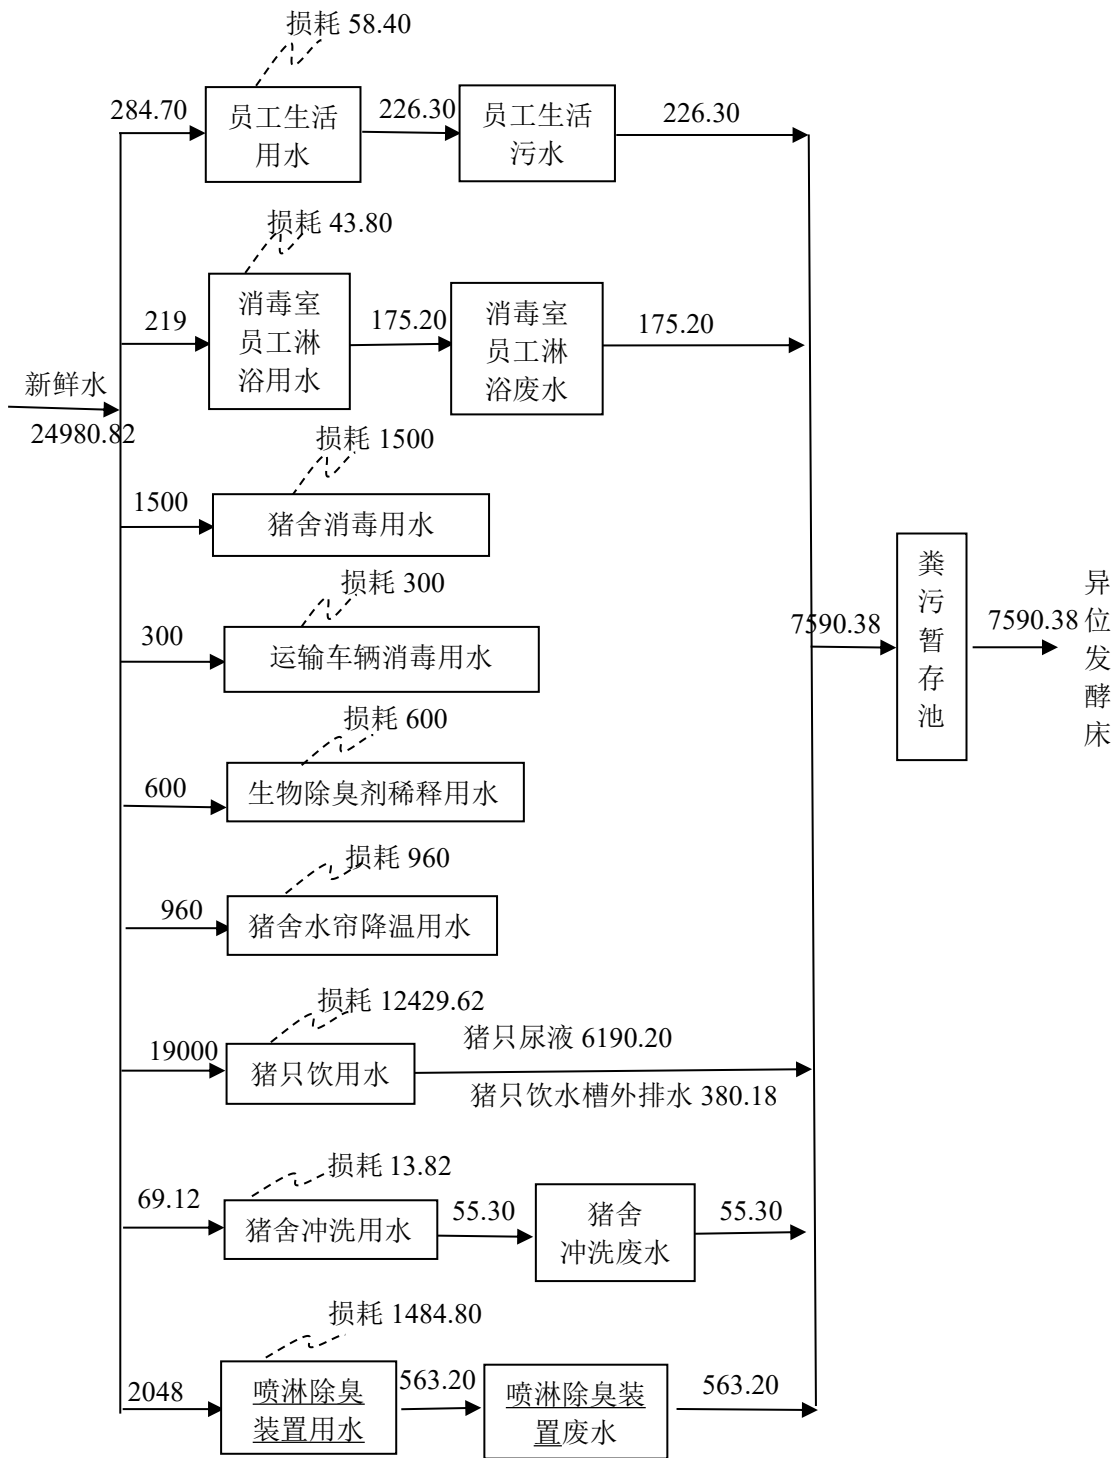 损耗 58.40
284.70
员工生活
用水
226.30
员工生活
污水
226.30
损耗 43.80
219
消毒室
员工淋
浴用水
175.20
消毒室
员工淋
浴废水
175.20
新鲜水
24980.82
损耗 1500
1500
猪舍消毒用水
损耗 300
300
运输车辆消毒用水
损耗 600
600
生物除臭剂稀释用水
损耗 960
960
猪舍水帘降温用水
损耗 12429.62
19000
猪只饮用水
猪只尿液 6190.20
猪只饮水槽外排水 380.18
损耗 13.82
69.12
猪舍冲洗用水
55.30
猪舍
冲洗废水
55.30
损耗 1484.80
2048
喷淋除臭
装置用水
563.20
喷淋除臭装
置废水
563.20
7590.38
粪
污
暂
存
池
7590.38
异
位
发
酵
床